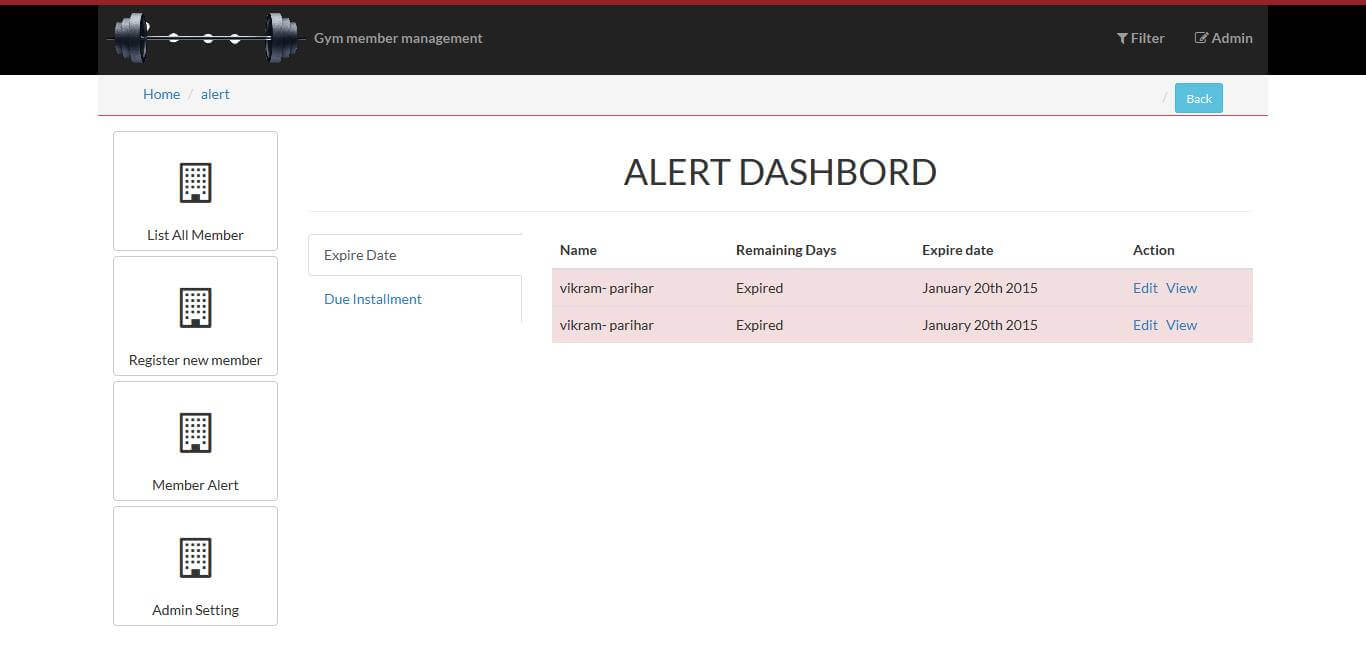 Gym member management
Filter
Admin
Home / alert
/ Back
List All Member
Register new member
Member Alert
Admin Setting
ALERT DASHBORD
Expire Date
Due Installment
Name Remaining Days Expire date Action
vikram- parihar Expired January 20th 2015 Edit View
vikram- parihar Expired January 20th 2015 Edit View